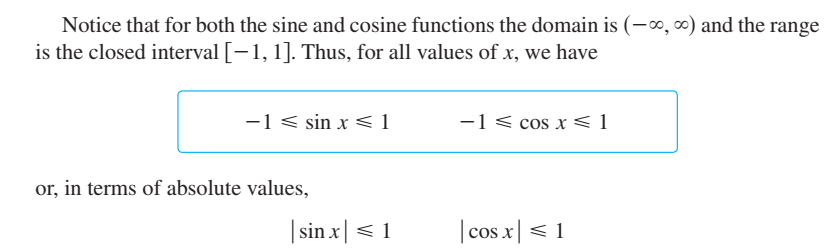 Notice that for both the sine and cosine functions the domain is (−∞, ∞) and the range
is the closed interval [−1, 1]. Thus, for all values of x, we have
−1 ≤ sin x ≤ 1 −1 ≤ cos x ≤ 1
or, in terms of absolute values,
|sin x| ≤ 1 |cos x| ≤ 1